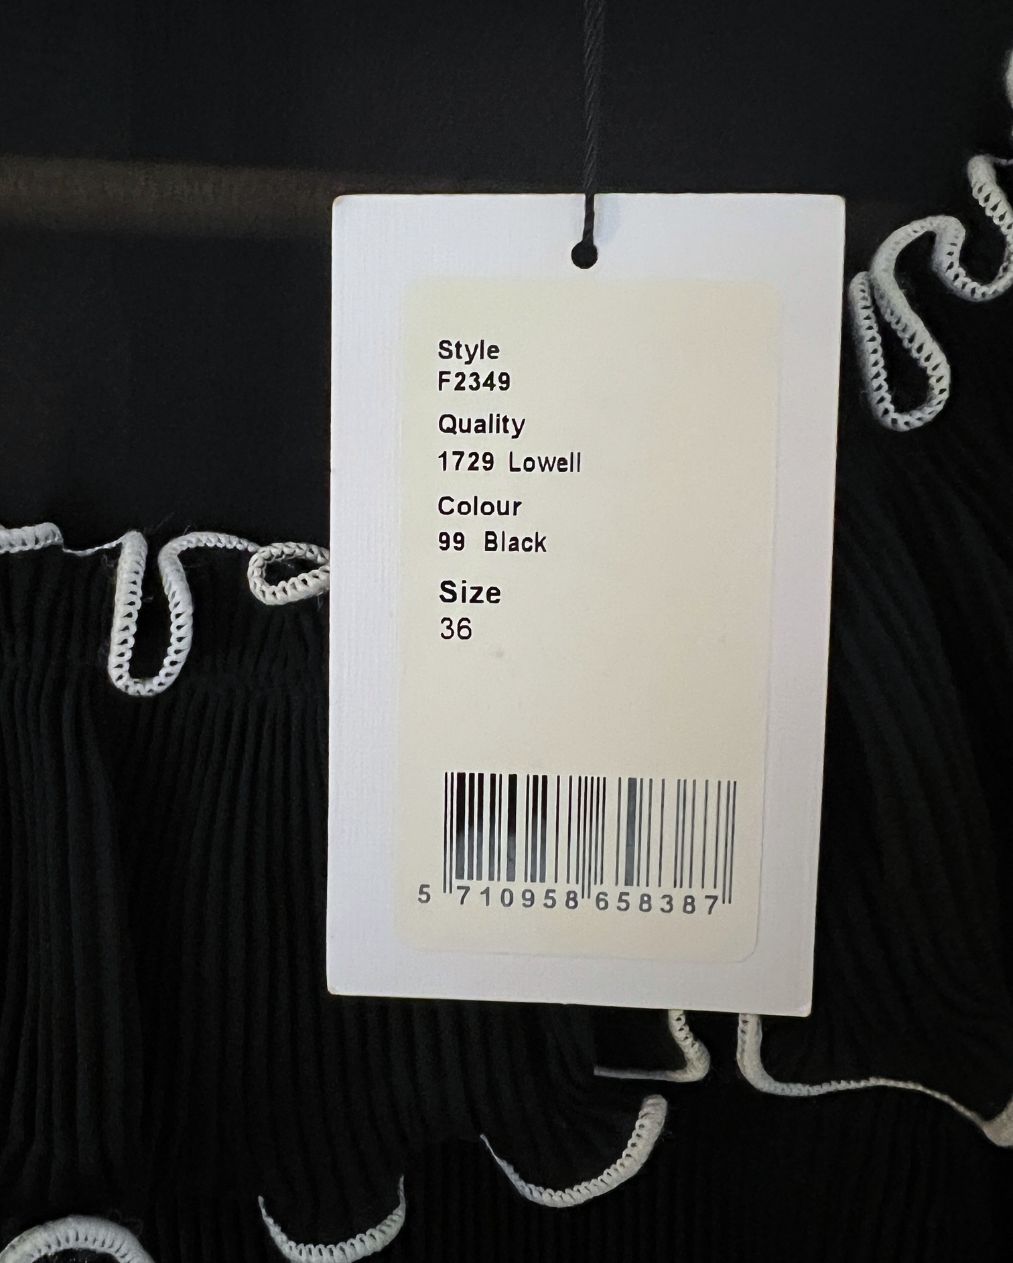 Style
F2349
Quality
1729 Lowell
Colour
99 Black
Size
36
5 710958 658387